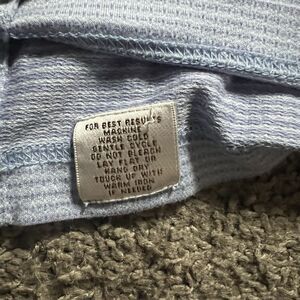 FOR BEST RESULTS
MACHINE
WASH COLD
GENTLE CYCLE
DO NOT BLEACH
LAY FLAT OR
HANG DRY
TOUCH UP WITH
WARM IRON
IF NEEDED